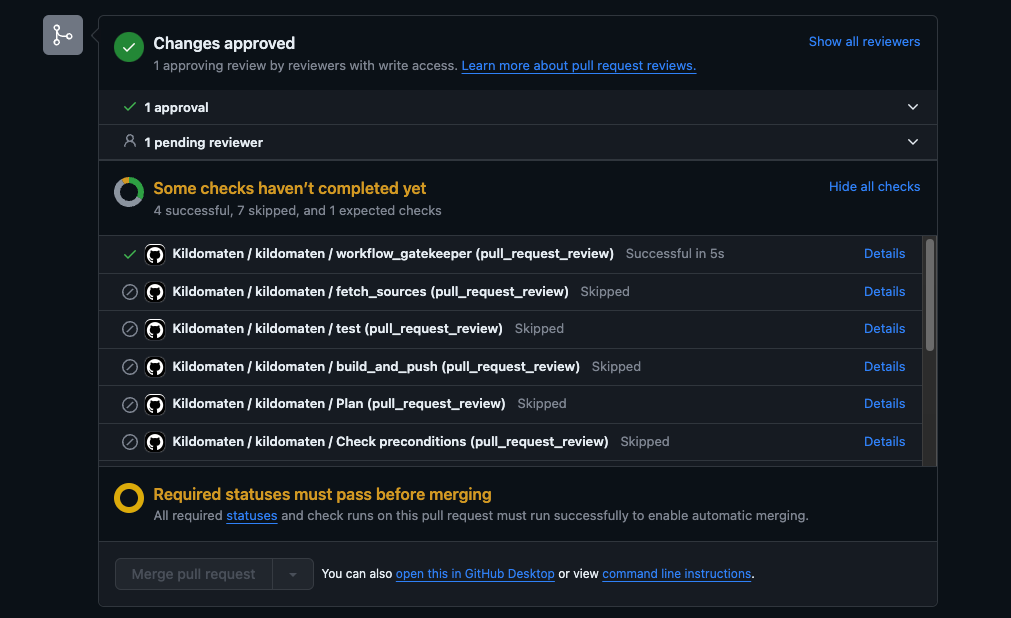 Changes approved
Show all reviewers
1 approving review by reviewers with write access. Learn more about pull request reviews.
1 approval
1 pending reviewer
Some checks haven’t completed yet
Hide all checks
4 successful, 7 skipped, and 1 expected checks
Kildomaten / kildomaten / workflow_gatekeeper (pull_request_review) Successful in 5s Details
Kildomaten / kildomaten / fetch_sources (pull_request_review) Skipped Details
Kildomaten / kildomaten / test (pull_request_review) Skipped Details
Kildomaten / kildomaten / build_and_push (pull_request_review) Skipped Details
Kildomaten / kildomaten / Plan (pull_request_review) Skipped Details
Kildomaten / kildomaten / Check preconditions (pull_request_review) Skipped Details
Required statuses must pass before merging
All required statuses and check runs on this pull request must run successfully to enable automatic merging.
Merge pull request You can also open this in GitHub Desktop or view command line instructions.